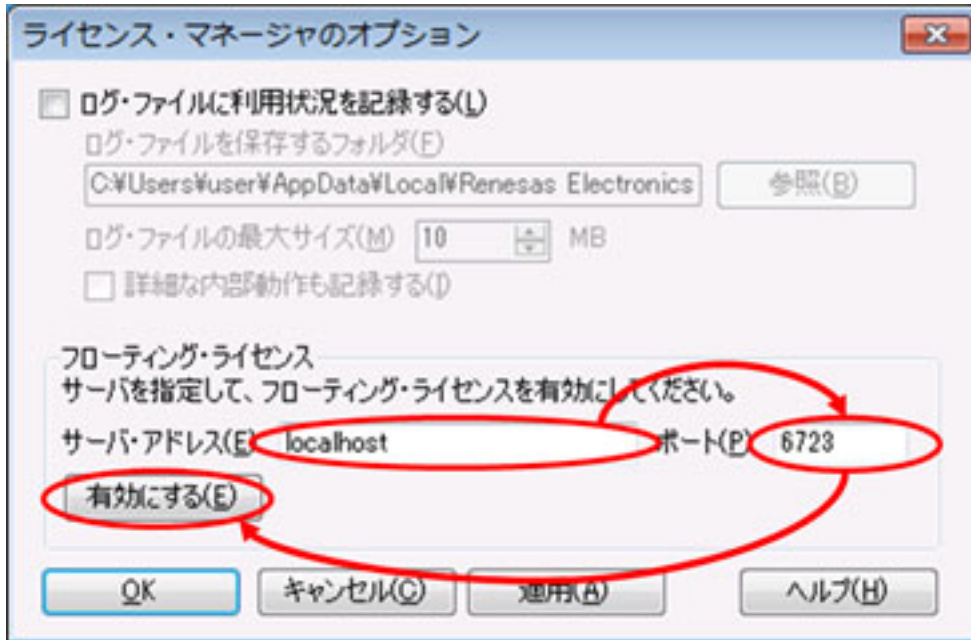 ライセンス・マネージャのオプション
ログ・ファイルに利用状況を記録する(L)
ログ・ファイルを保存するフォルダ(F)
C:¥Users¥user¥AppData¥Local¥Renesas Electronics
参照(B)
ログ・ファイルの最大サイズ(M) 10 MB
詳細な内部動作も記録する(I)
フローティング・ライセンス
サーバを指定して、フローティング・ライセンスを有効にしてください。
サーバ・アドレス(E) localhost ポート(P) 6723
有効にする(E)
OK キャンセル(C) 適用(A) ヘルプ(H)